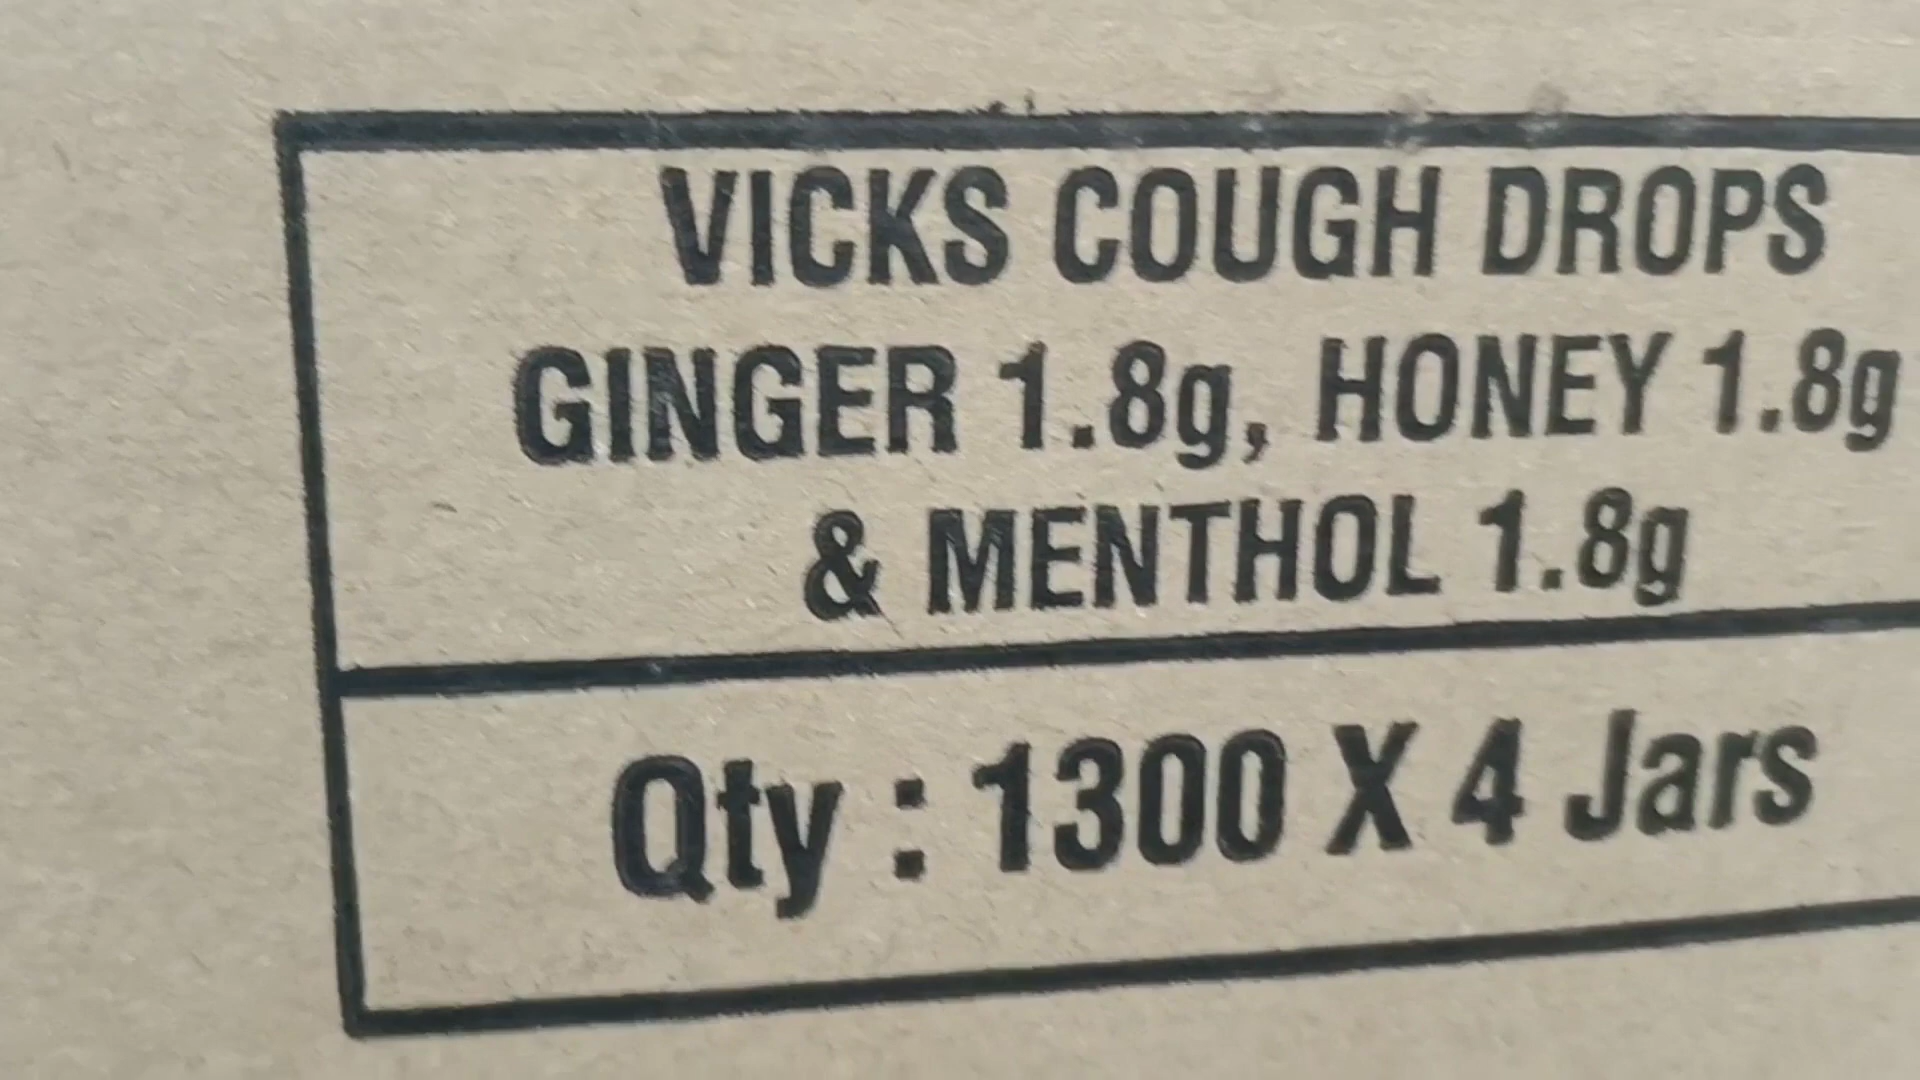 VICKS COUGH DROPS
GINGER 1.8g, HONEY 1.8g
& MENTHOL 1.8g
Qty : 1300 X 4 Jars